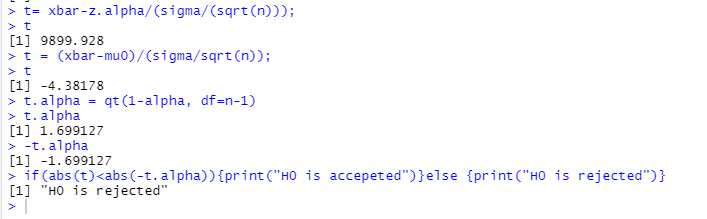 > t= xbar-z.alpha/(sigma/(sqrt(n)));
> t
[1] 9899.928
> t = (xbar-mu0)/(sigma/sqrt(n));
> t
[1] -4.38178
> t.alpha = qt(1-alpha, df=n-1)
> t.alpha
[1] 1.699127
> -t.alpha
[1] -1.699127
> if(abs(t)<abs(-t.alpha)){print("H0 is accepeted")}else {print("H0 is rejected")}
[1] "H0 is rejected"
>